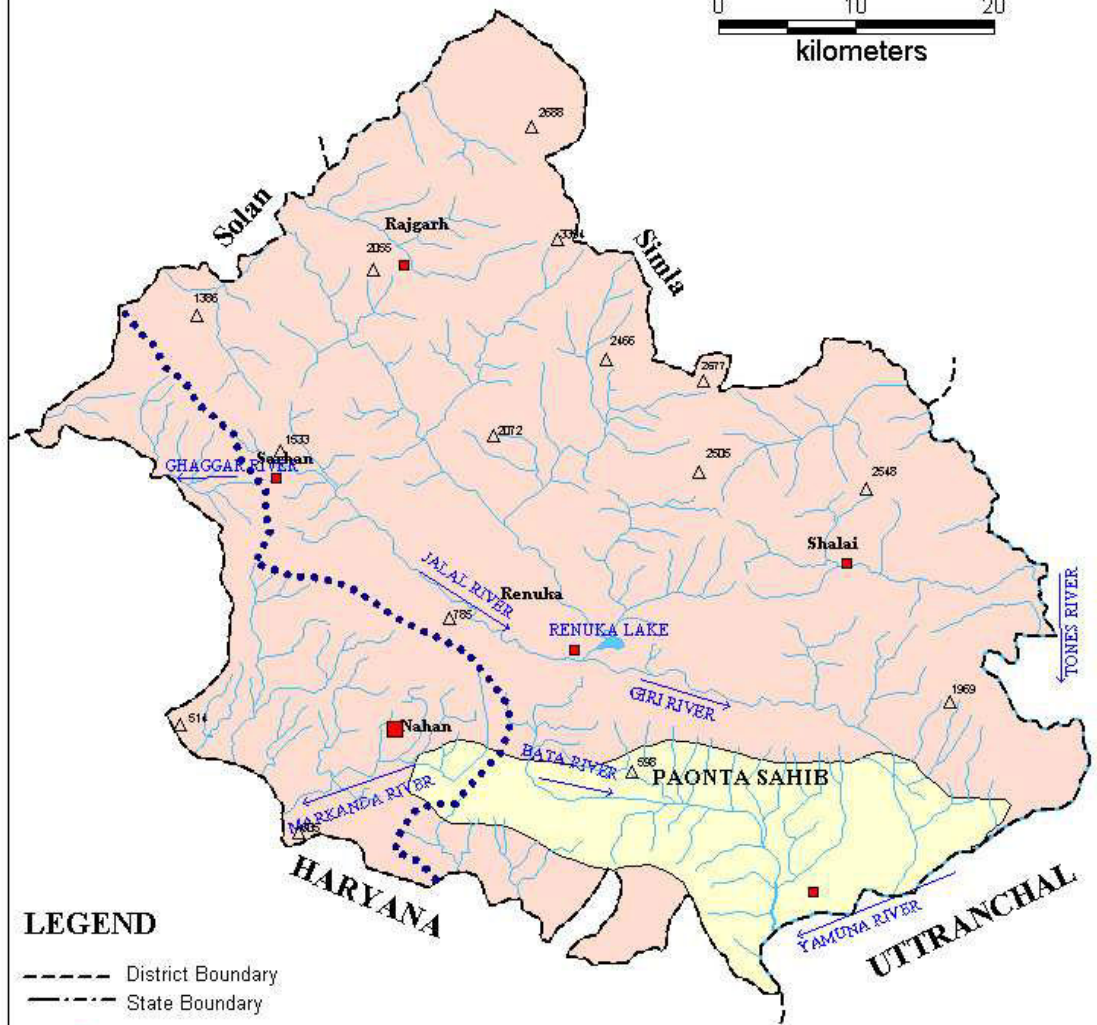 0 10 20
kilometers
2688
Solan
Rajgarh
Simla
2055
1386
2466
2677
2072
1533
Sarhan
GHAGGAR RIVER
2505
2548
Shalai
JALAL RIVER
Renuka
785
RENUKA LAKE
TONES RIVER
GIRI RIVER
1969
514
Nahan
BATA RIVER
598
PAONTA SAHIB
MARKANDA RIVER
HARYANA
YAMUNA RIVER
UTTRANCHAL
LEGEND
District Boundary
State Boundary